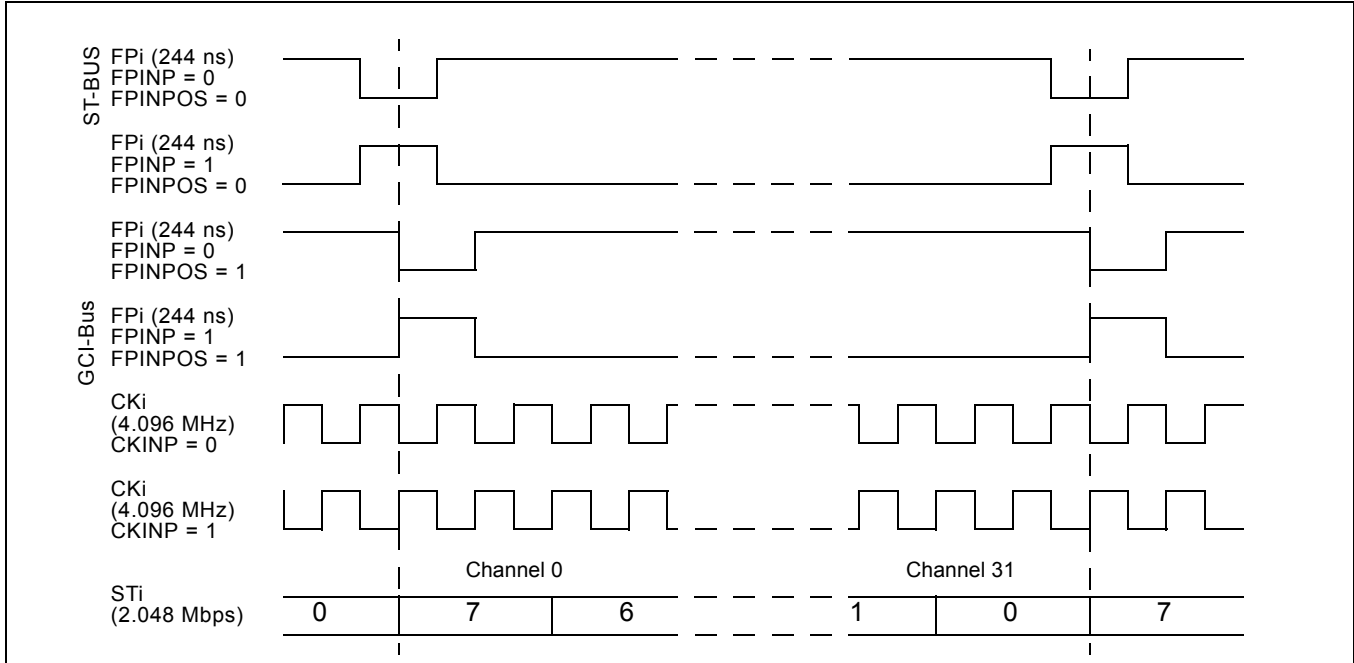 ST-BUS
FPi (244 ns)
FPINP = 0
FPINPOS = 0
FPi (244 ns)
FPINP = 1
FPINPOS = 0
FPi (244 ns)
FPINP = 0
FPINPOS = 1
GCI-Bus
FPi (244 ns)
FPINP = 1
FPINPOS = 1
CKi
(4.096 MHz)
CKINP = 0
CKi
(4.096 MHz)
CKINP = 1
Channel 0 Channel 31
STi
(2.048 Mbps)
0 7 6 1 0 7